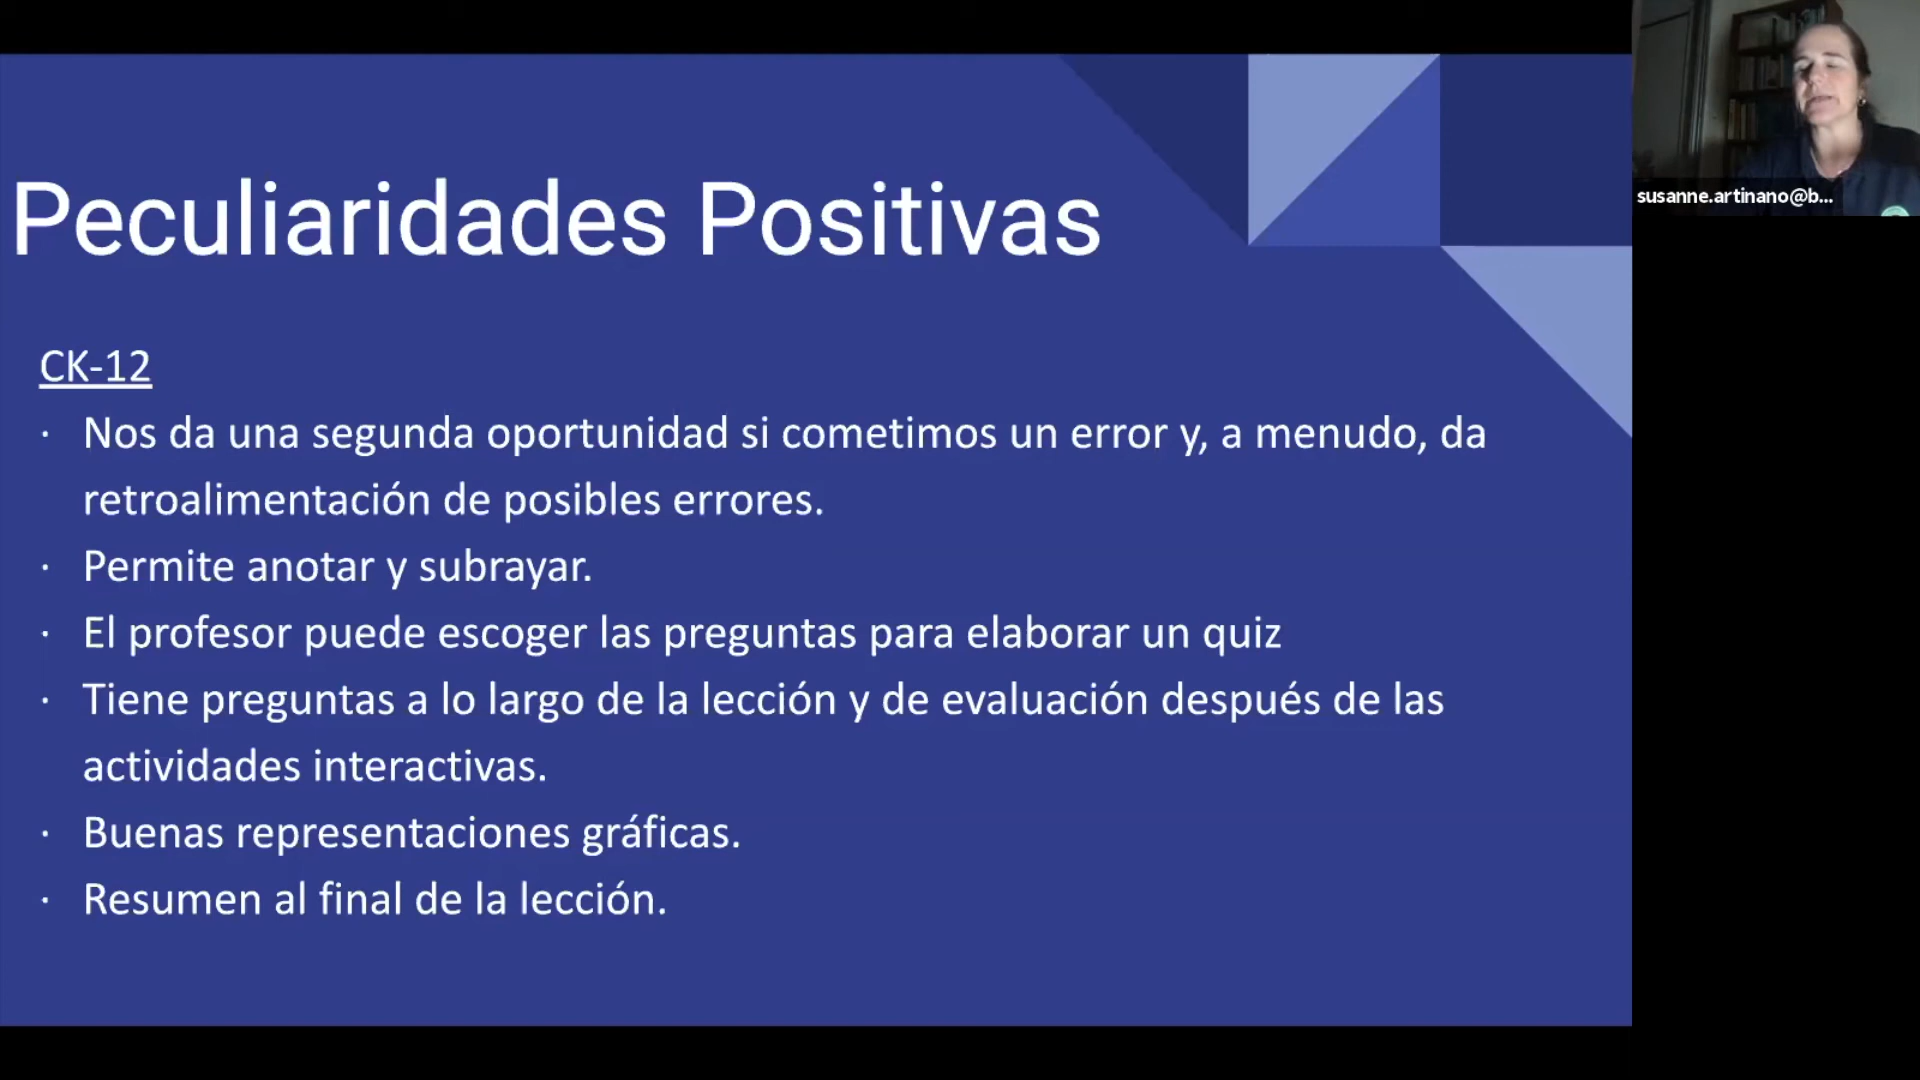 Peculiaridades Positivas
CK-12
· Nos da una segunda oportunidad si cometimos un error y, a menudo, da
retroalimentación de posibles errores.
· Permite anotar y subrayar.
· El profesor puede escoger las preguntas para elaborar un quiz
· Tiene preguntas a lo largo de la lección y de evaluación después de las
actividades interactivas.
· Buenas representaciones gráficas.
· Resumen al final de la lección.
susanne.artinano@b...